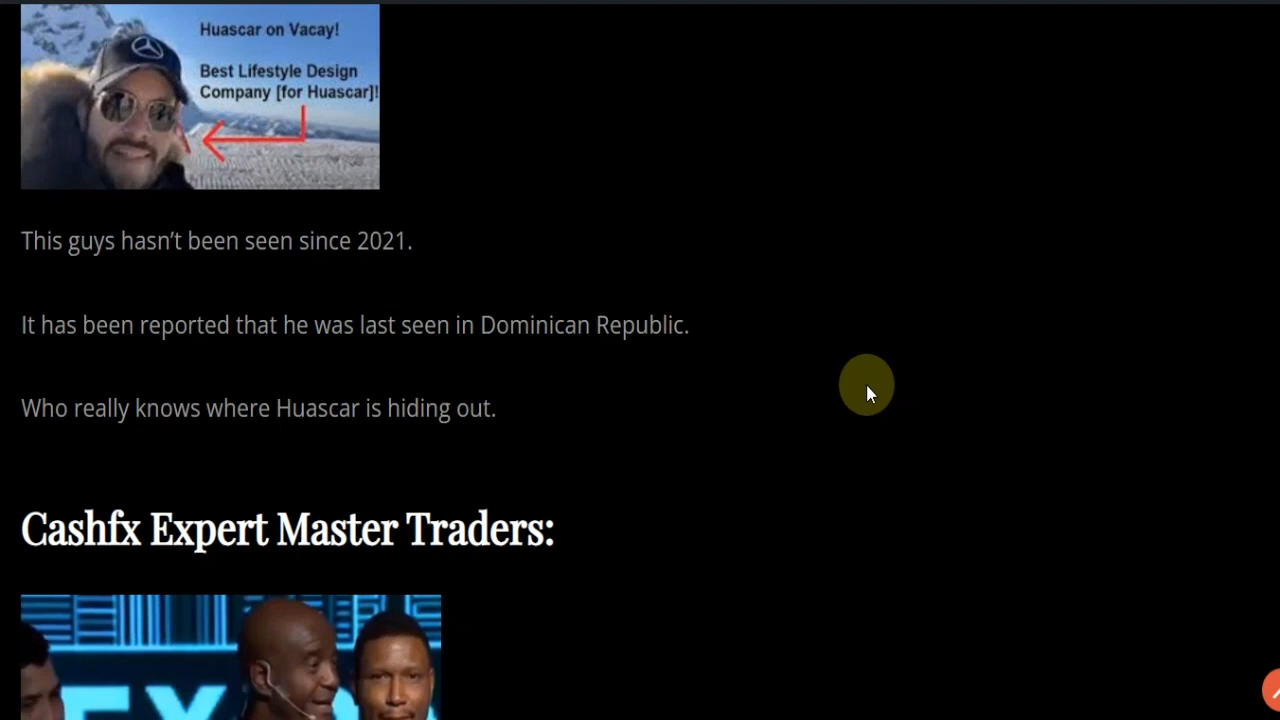 Huascar on Vacay!
Best Lifestyle Design
Company [for Huascar]!
This guys hasn’t been seen since 2021.
It has been reported that he was last seen in Dominican Republic.
Who really knows where Huascar is hiding out.
Cashfx Expert Master Traders: